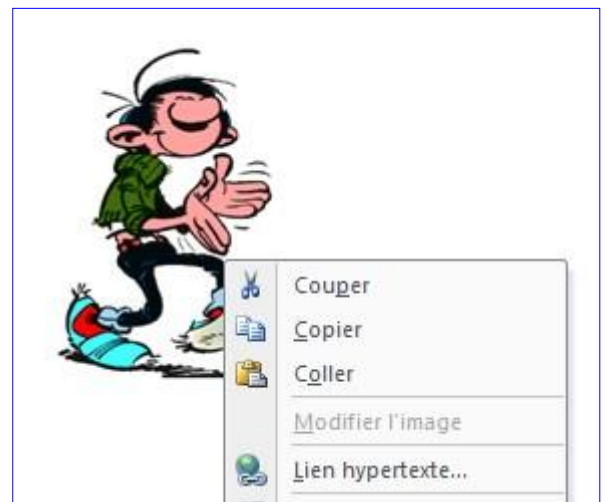 Couper
Copier
Coller
Modifier l'image
Lien hypertexte...